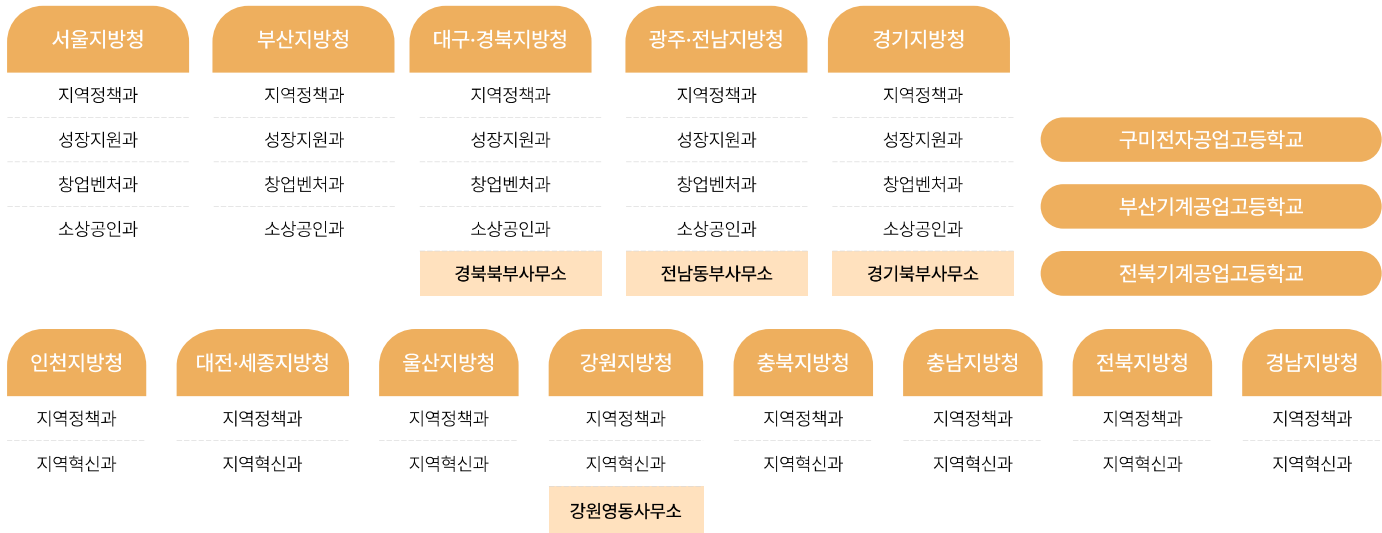 서울지방청
지역정책과
성장지원과
창업벤처과
소상공인과
부산지방청
지역정책과
성장지원과
창업벤처과
소상공인과
대구·경북지방청
지역정책과
성장지원과
창업벤처과
소상공인과
경북북부사무소
광주·전남지방청
지역정책과
성장지원과
창업벤처과
소상공인과
전남동부사무소
경기지방청
지역정책과
성장지원과
창업벤처과
소상공인과
경기북부사무소
구미전자공업고등학교
부산기계공업고등학교
전북기계공업고등학교
인천지방청
지역정책과
지역혁신과
대전·세종지방청
지역정책과
지역혁신과
울산지방청
지역정책과
지역혁신과
강원지방청
지역정책과
지역혁신과
강원영동사무소
충북지방청
지역정책과
지역혁신과
충남지방청
지역정책과
지역혁신과
전북지방청
지역정책과
지역혁신과
경남지방청
지역정책과
지역혁신과